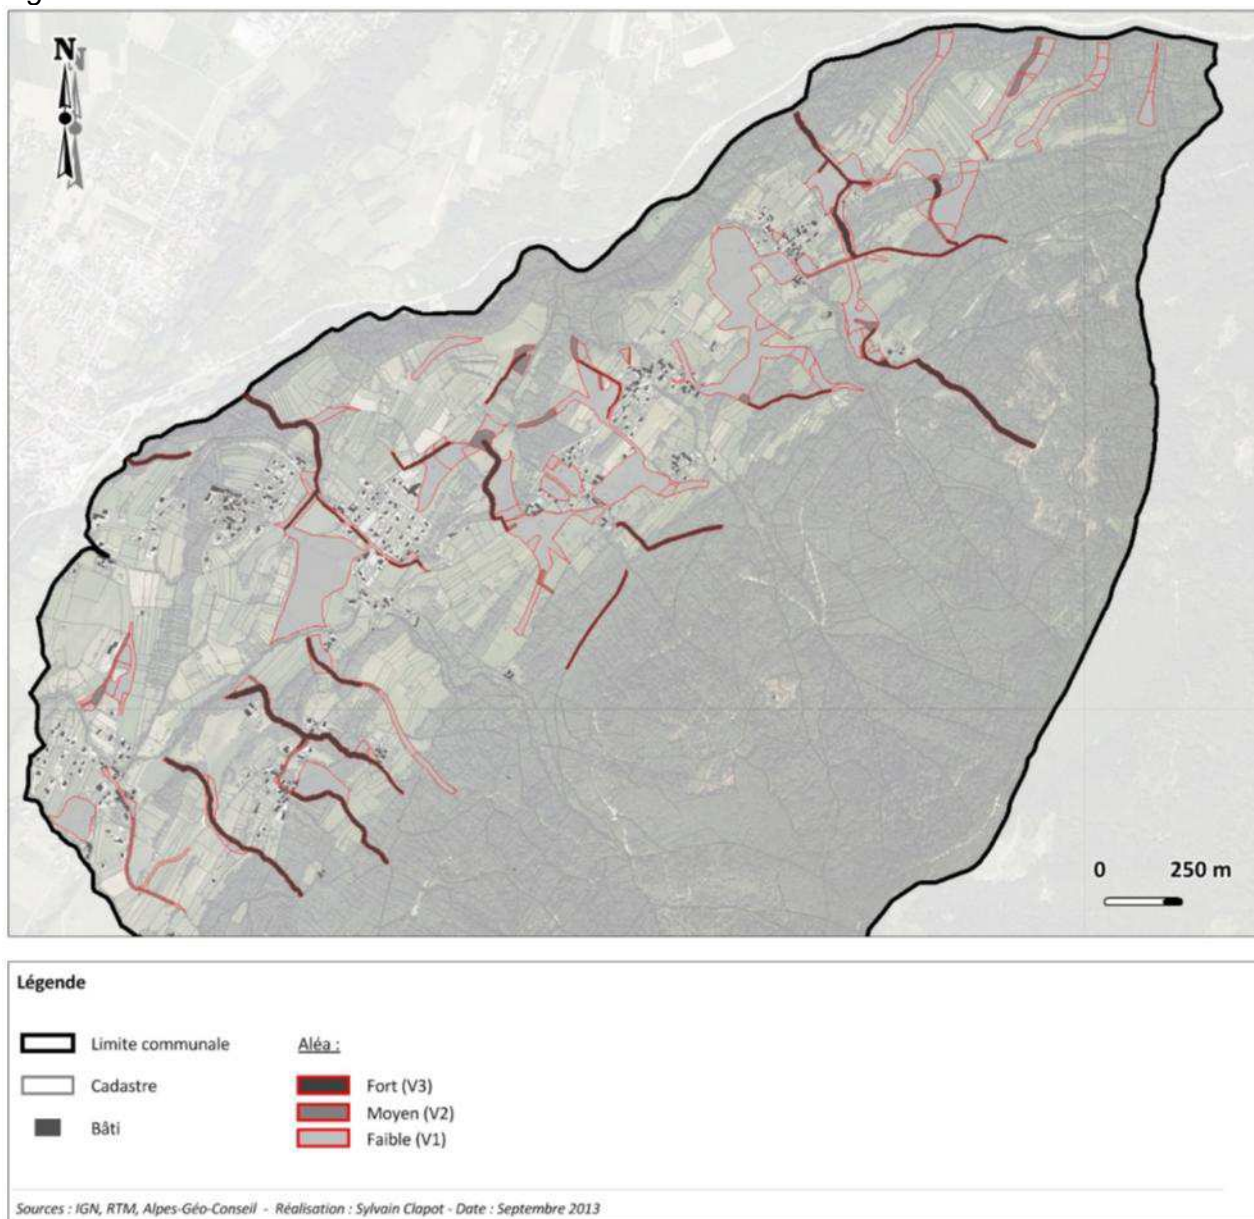 N
0 250 m
Légende
Limite communale
Cadastre
Bâti
Aléa :
Fort (V3)
Moyen (V2)
Faible (V1)
Sources : IGN, RTM, Alpes-Géo-Conseil - Réalisation : Sylvain Clapot - Date : Septembre 2013